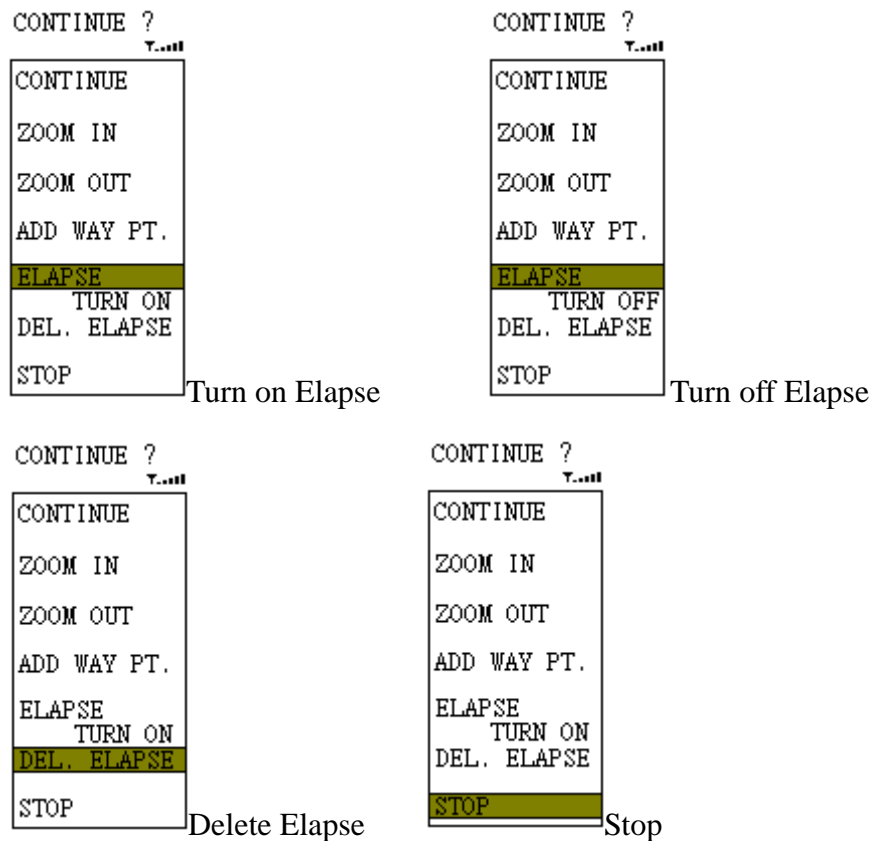 CONTINUE ?
CONTINUE
ZOOM IN
ZOOM OUT
ADD WAY PT.
ELAPSE
TURN ON
DEL. ELAPSE
STOP
Turn on Elapse
CONTINUE ?
CONTINUE
ZOOM IN
ZOOM OUT
ADD WAY PT.
ELAPSE
TURN OFF
DEL. ELAPSE
STOP
Turn off Elapse
CONTINUE ?
CONTINUE
ZOOM IN
ZOOM OUT
ADD WAY PT.
ELAPSE
TURN ON
DEL. ELAPSE
STOP
Delete Elapse
CONTINUE ?
CONTINUE
ZOOM IN
ZOOM OUT
ADD WAY PT.
ELAPSE
TURN ON
DEL. ELAPSE
STOP
Stop